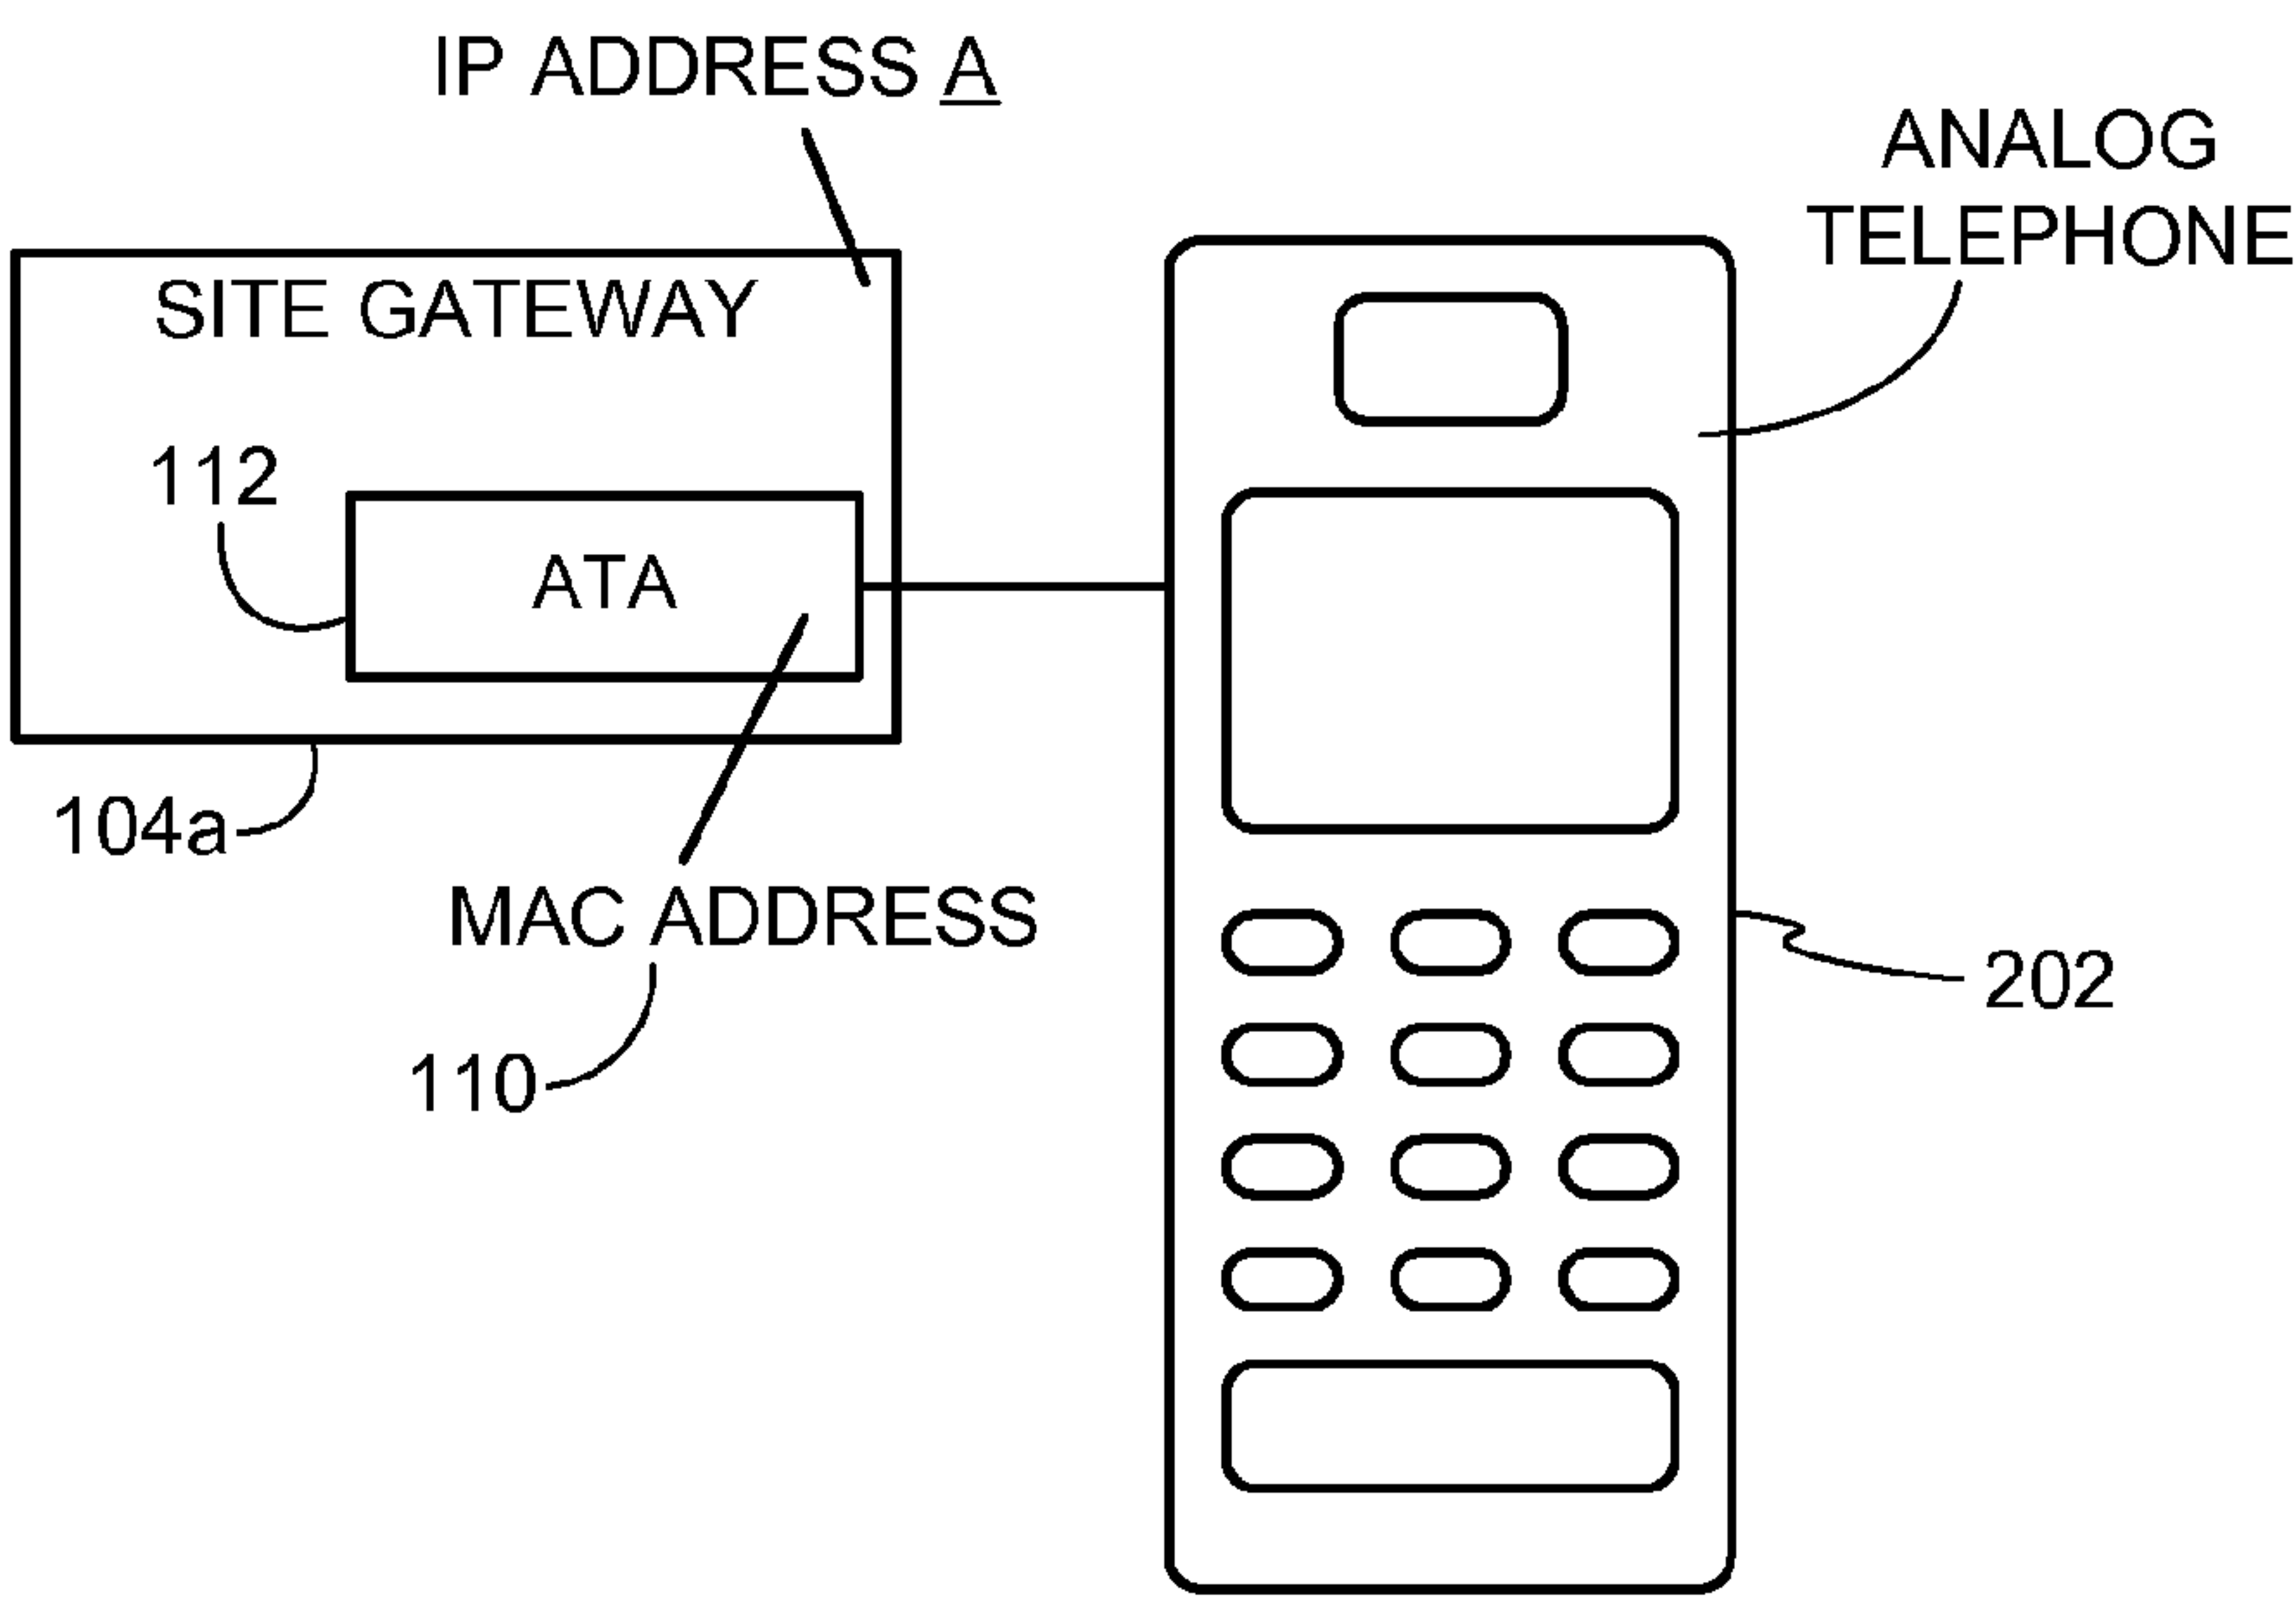 IP ADDRESS A
ANALOG
TELEPHONE
SITE GATEWAY
112
ATA
104a
MAC ADDRESS
110
202